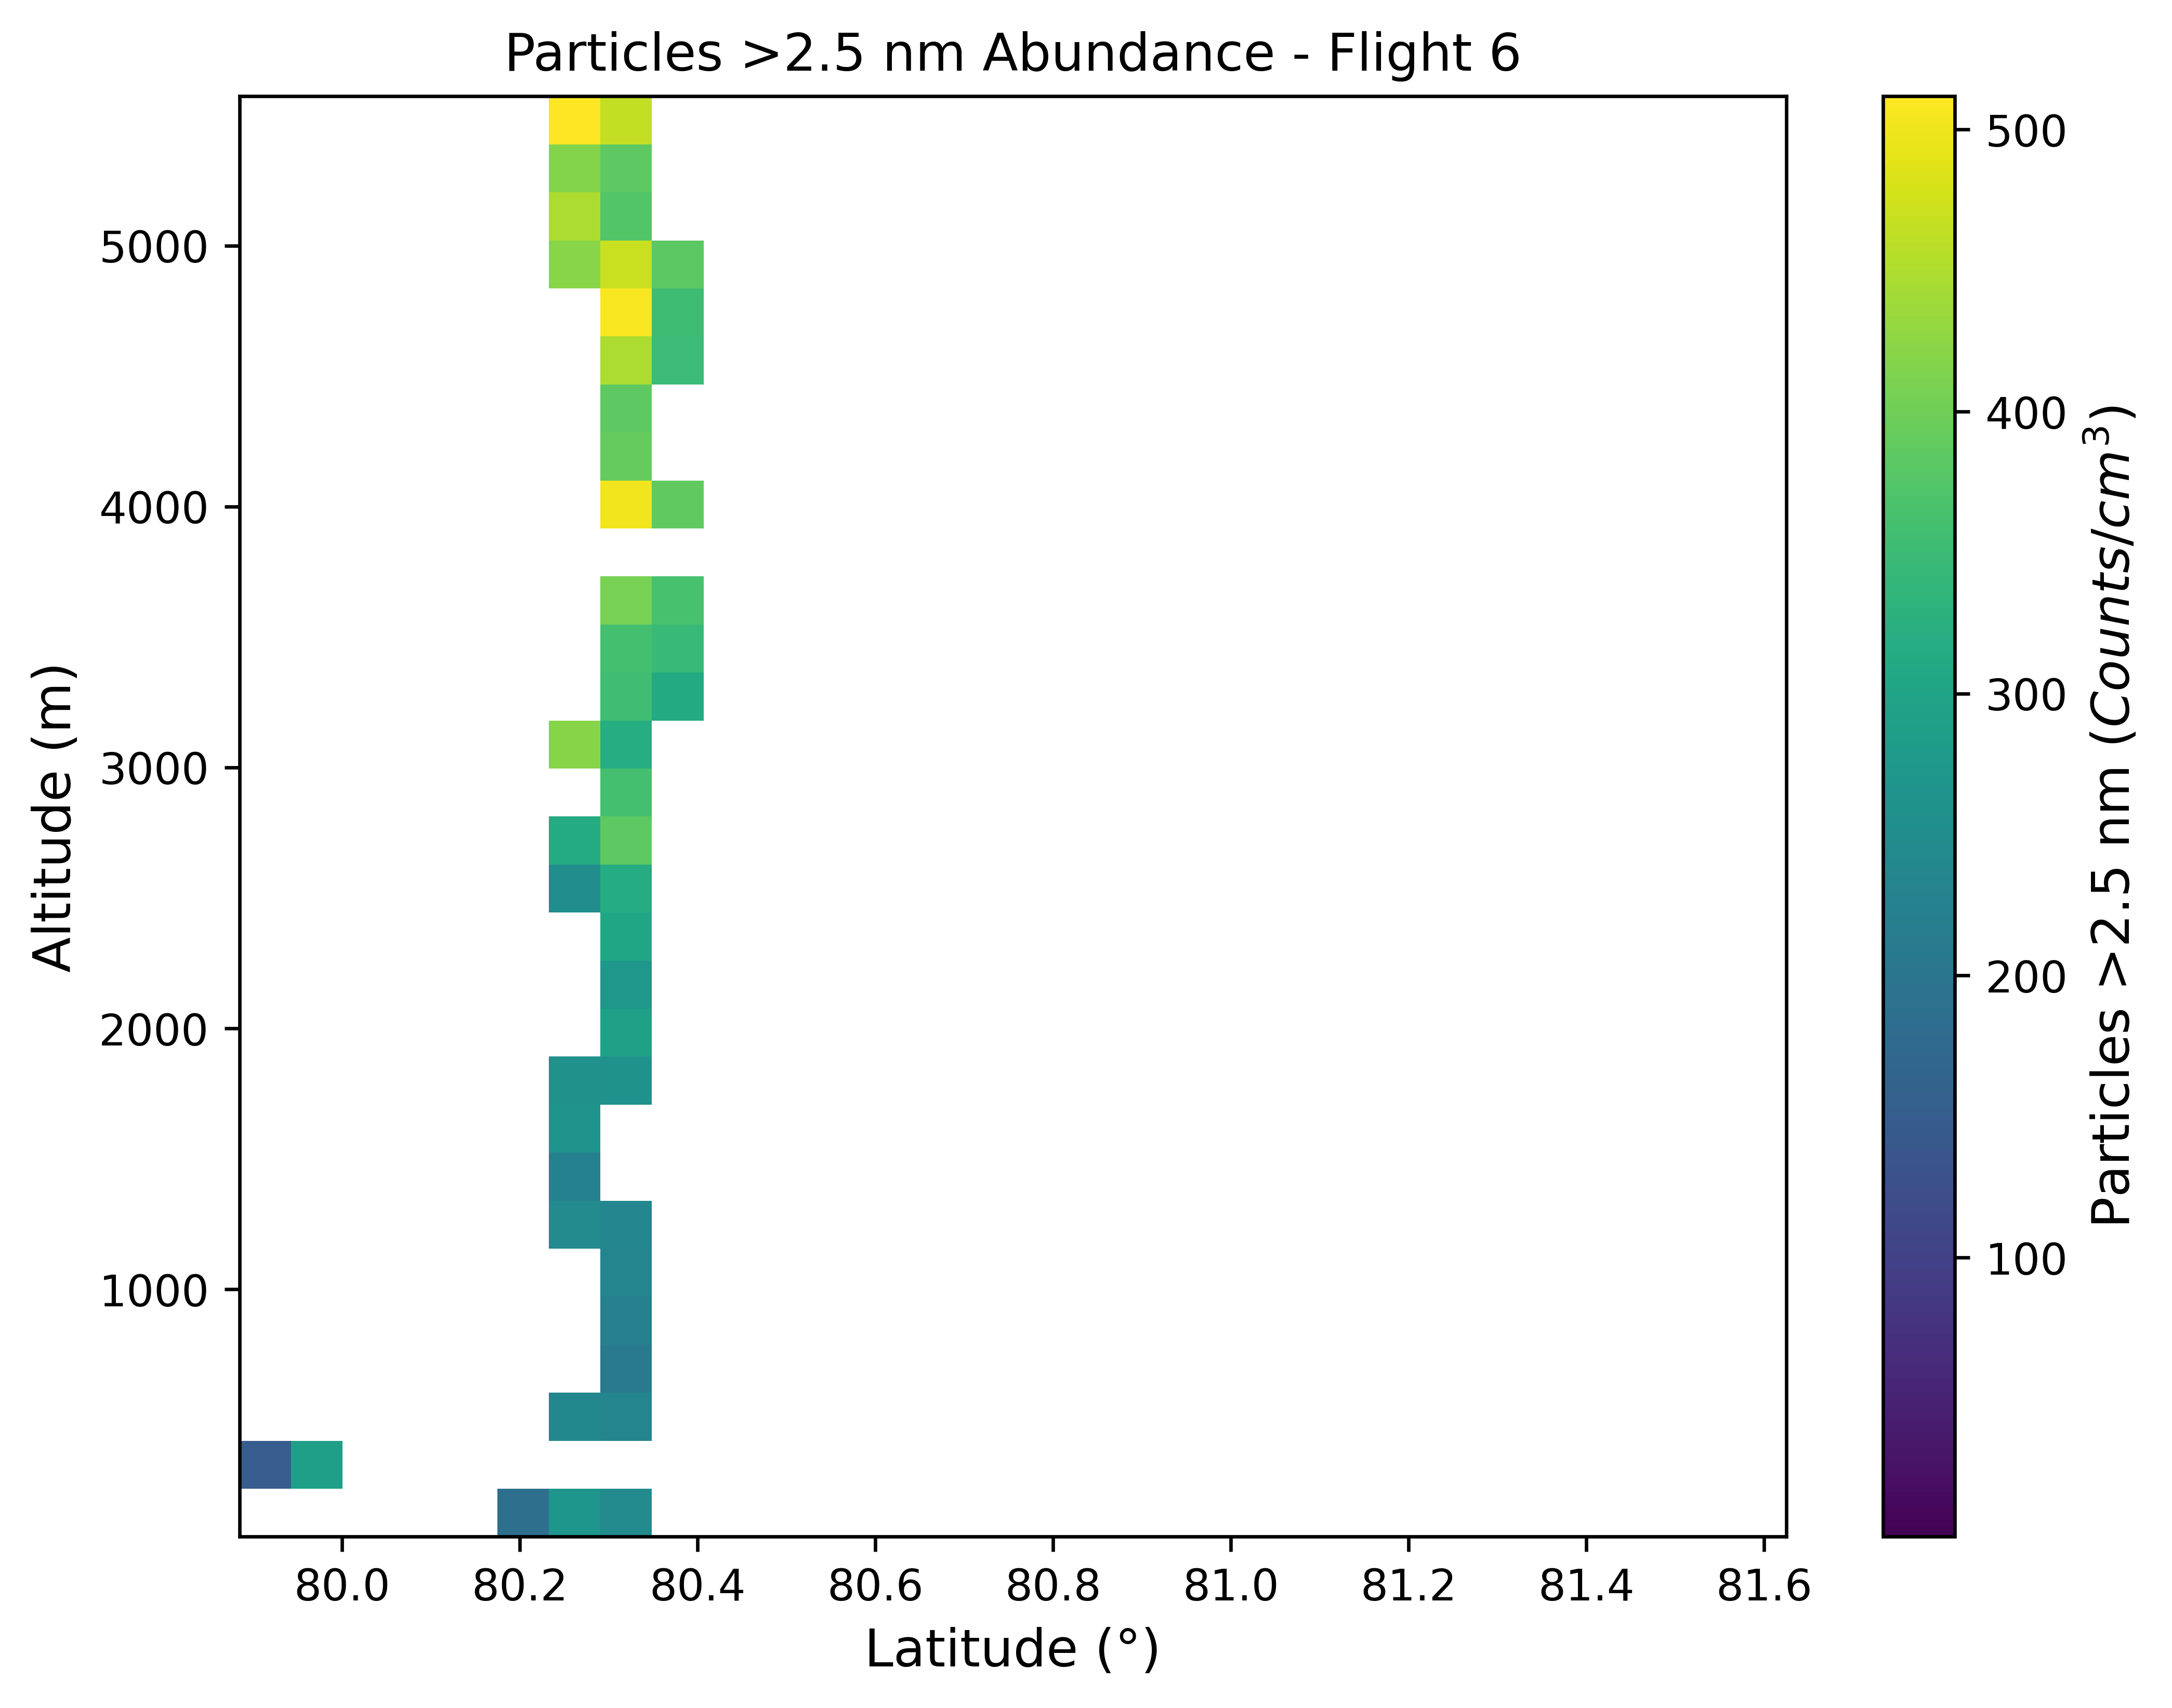 Particles >2.5 nm Abundance - Flight 6
Altitude (m)
5000
4000
3000
2000
1000
80.0 80.2 80.4 80.6 80.8 81.0 81.2 81.4 81.6
Latitude (°)
500
400
300
200
100
Particles >2.5 nm (Counts/cm³)